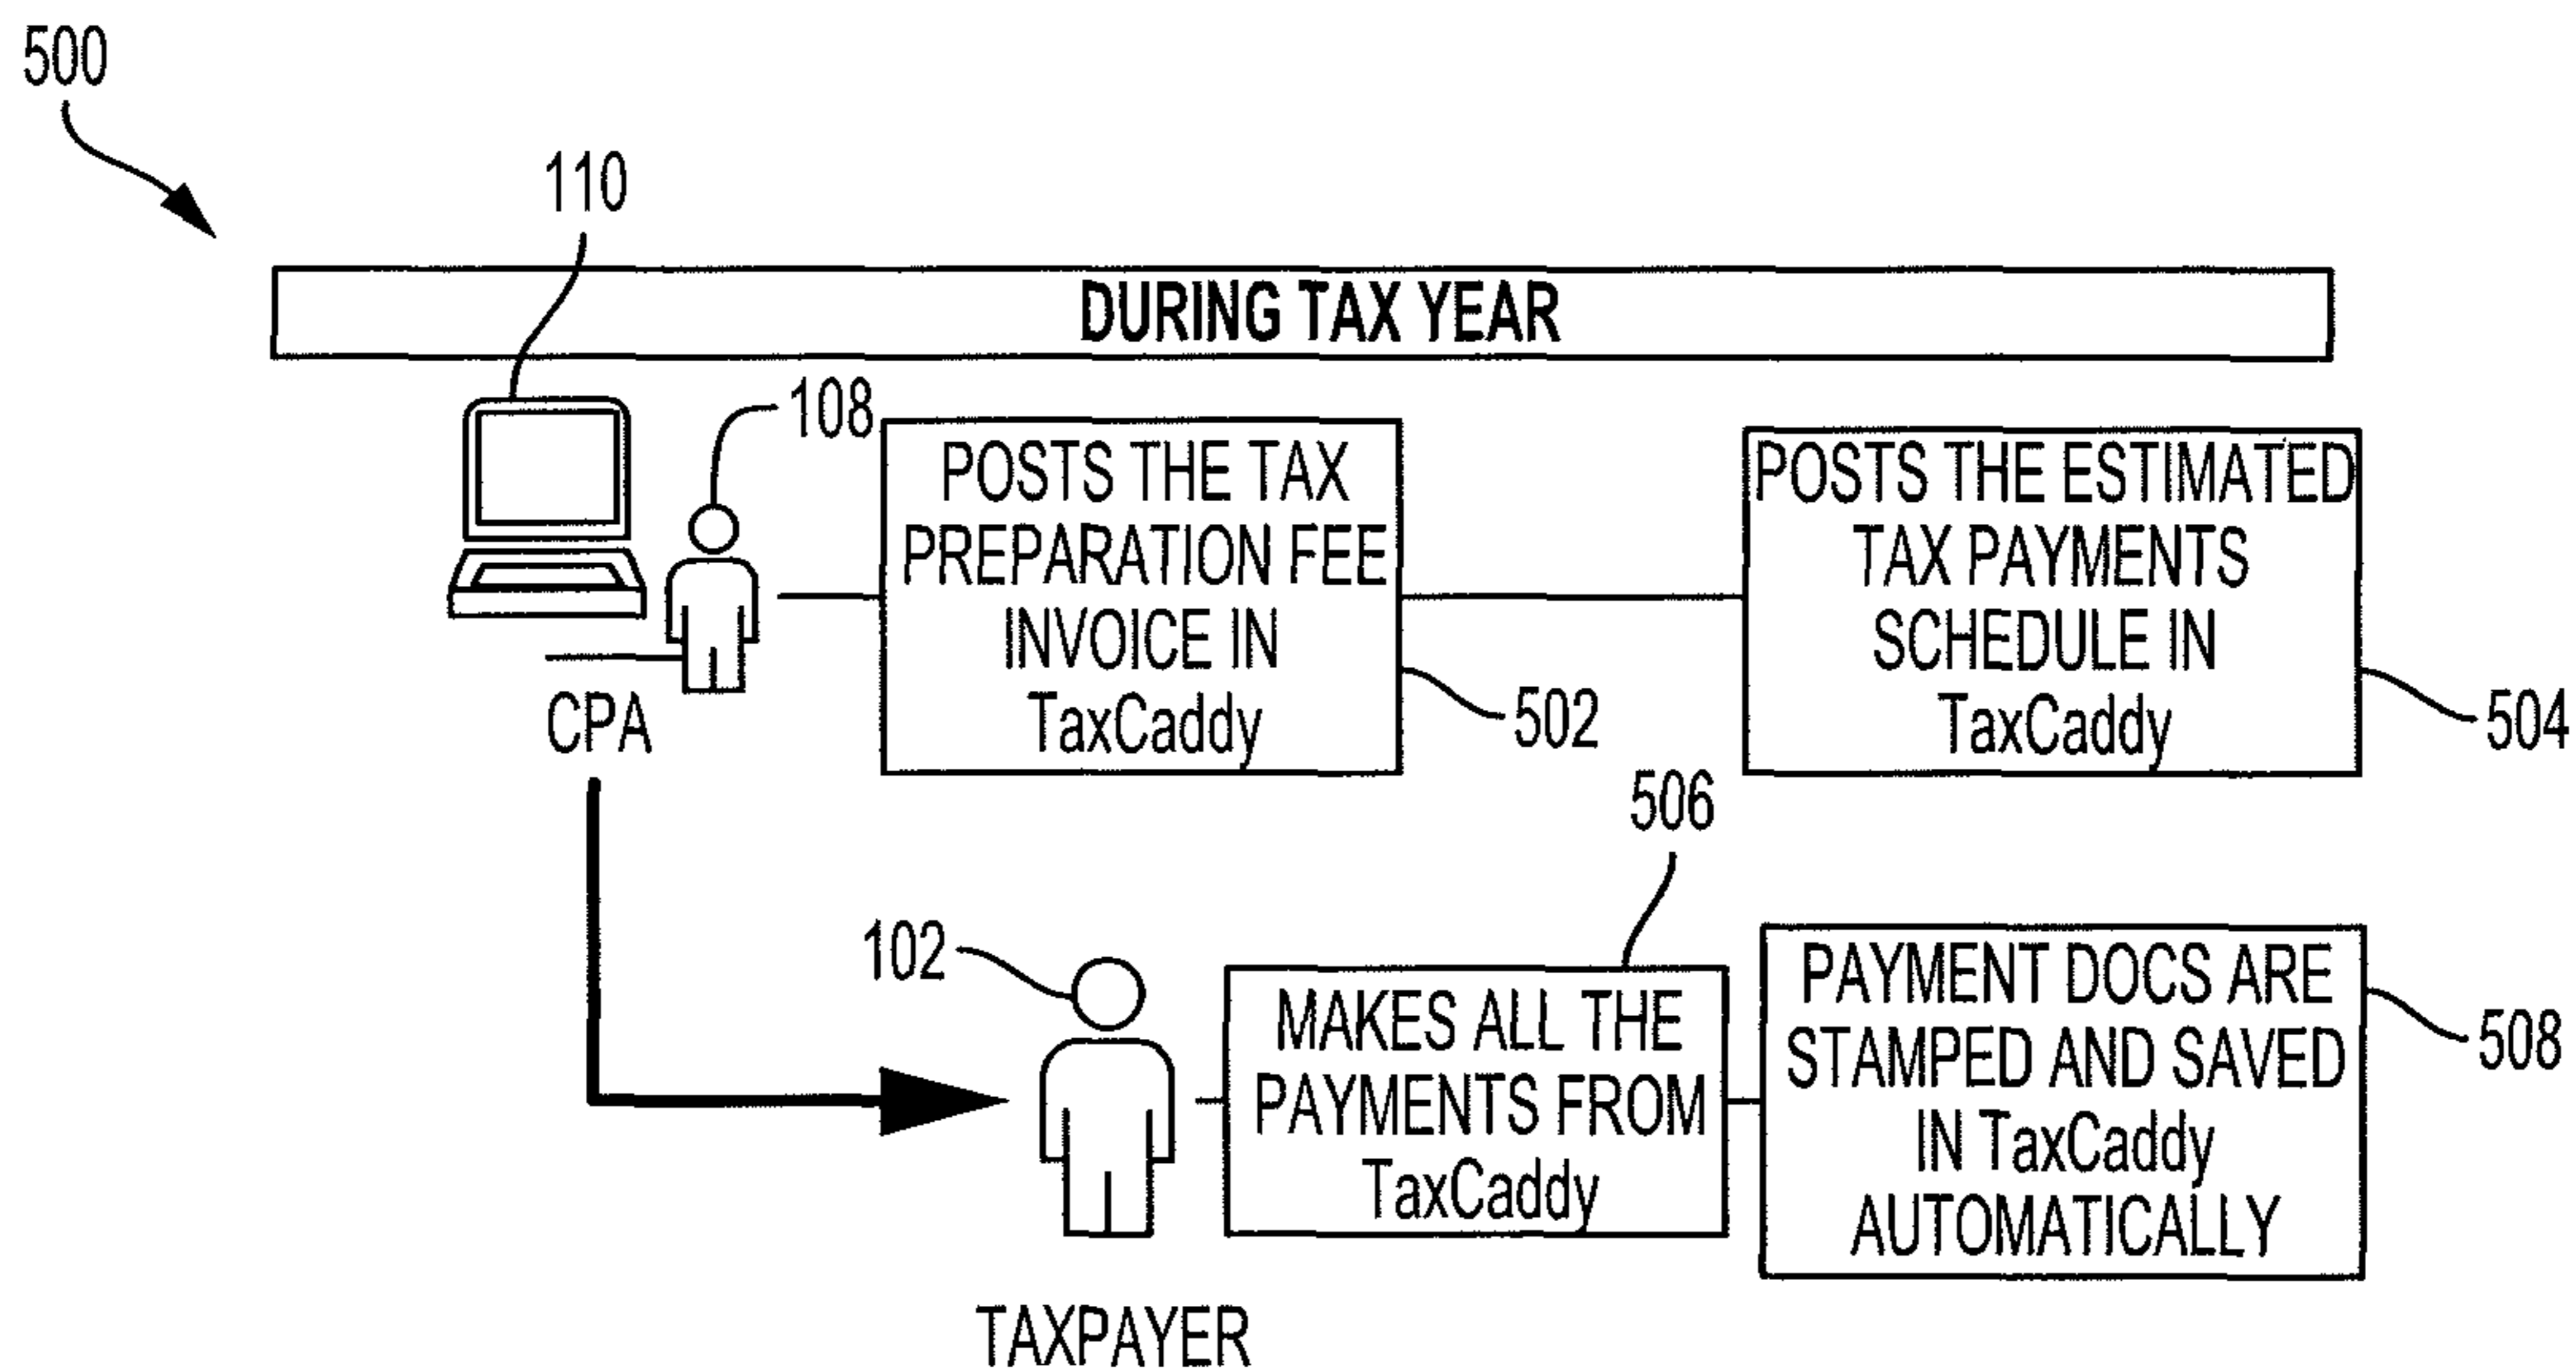 500
110
DURING TAX YEAR
108
POSTS THE TAX
PREPARATION FEE
INVOICE IN
TaxCaddy
502
POSTS THE ESTIMATED
TAX PAYMENTS
SCHEDULE IN
TaxCaddy
504
CPA
506
102
MAKES ALL THE
PAYMENTS FROM
TaxCaddy
PAYMENT DOCS ARE
STAMPED AND SAVED
IN TaxCaddy
AUTOMATICALLY
508
TAXPAYER